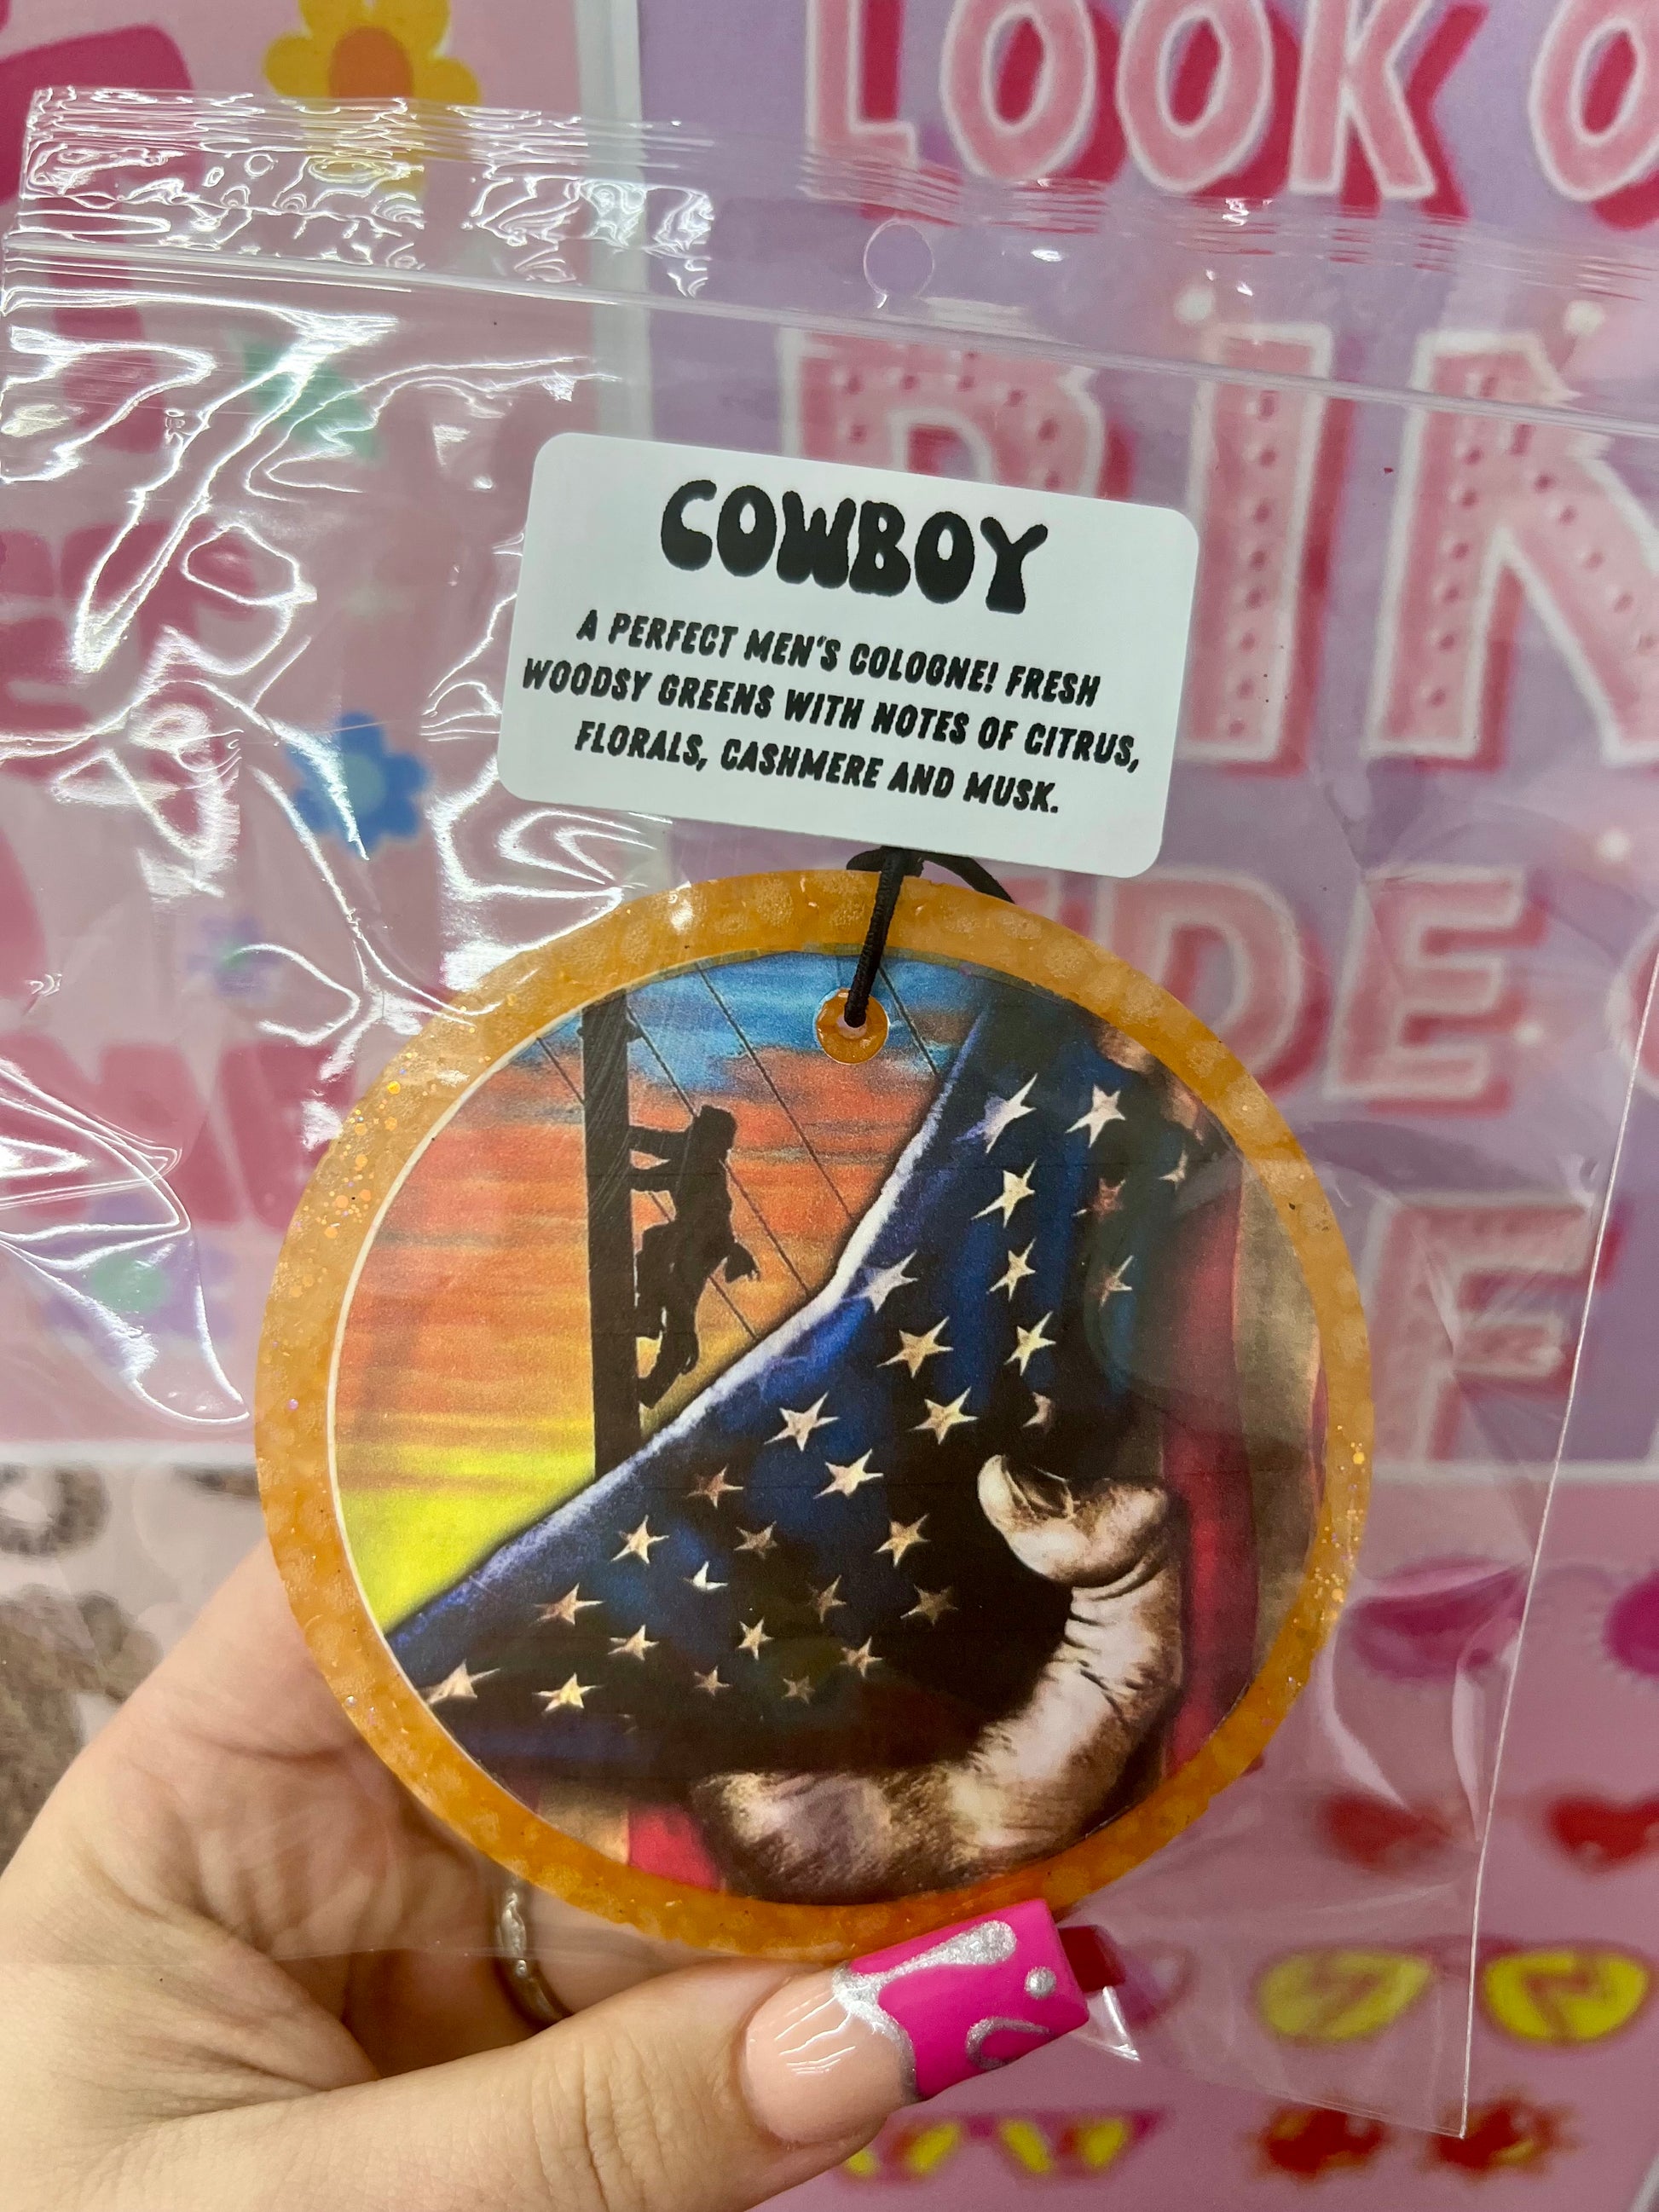 LOOK
COWBOY
A PERFECT MEN'S COLOGNE! FRESH
WOODSY GREENS WITH NOTES OF CITRUS,
FLORALS, CASHMERE AND MUSK.